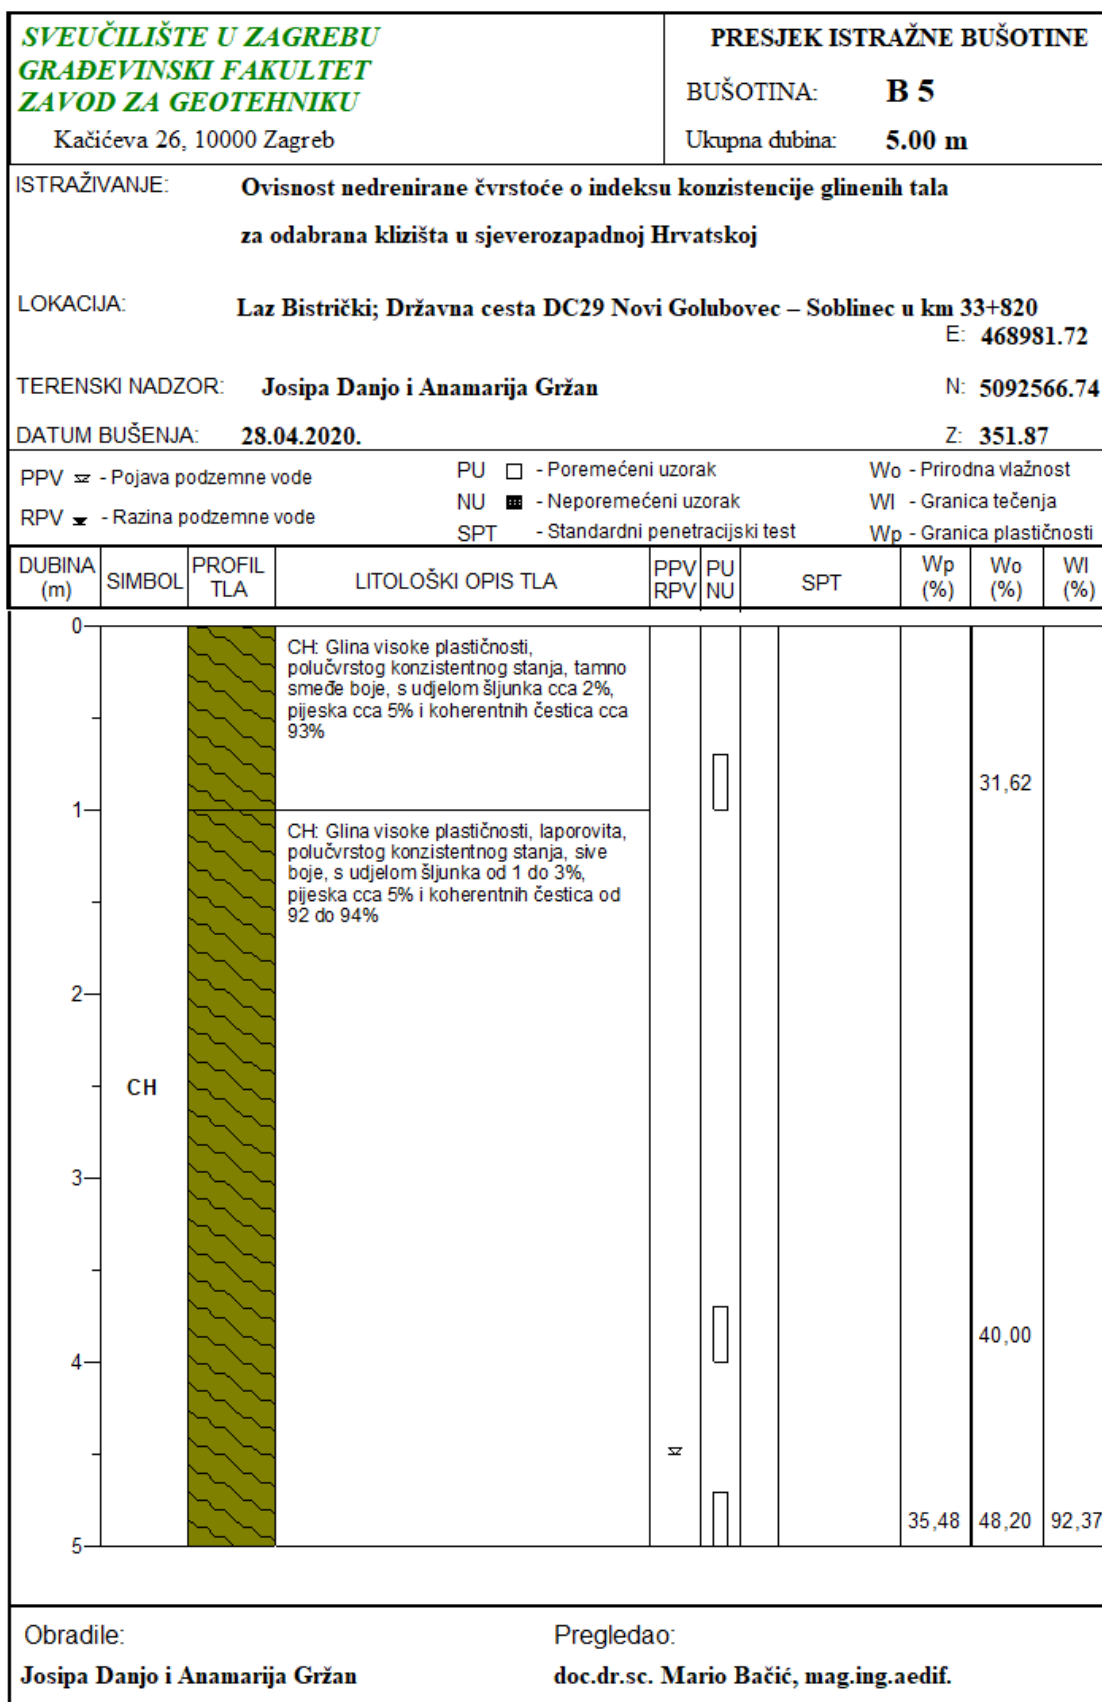 SVEUČILIŠTE U ZAGREBU
GRAĐEVINSKI FAKULTET
ZAVOD ZA GEOTEHNIKU
Kačićeva 26, 10000 Zagreb
PRESJEK ISTRAŽNE BUŠOTINE
BUŠOTINA: B 5
Ukupna dubina: 5.00 m
ISTRAŽIVANJE: Ovisnost nedrenirane čvrstoće o indeksu konzistencije glinenih tala
za odabrana klizišta u sjeverozapadnoj Hrvatskoj
LOKACIJA: Laz Bistrički; Državna cesta DC29 Novi Golubovec – Soblinec u km 33+820
E: 468981.72
TERENSKI NADZOR: Josipa Danjo i Anamarija Gržan N: 5092566.74
DATUM BUŠENJA: 28.04.2020. Z: 351.87
PPV - Pojava podzemne vode
RPV - Razina podzemne vode
PU - Poremećeni uzorak
NU - Neporemećeni uzorak
SPT - Standardni penetracijski test
Wo - Prirodna vlažnost
Wl - Granica tečenja
Wp - Granica plastičnosti
DUBINA (m)
SIMBOL
PROFIL TLA
LITOLOŠKI OPIS TLA
PPV RPV
PU NU
SPT
Wp (%)
Wo (%)
Wl (%)
0
CH: Glina visoke plastičnosti,
polučvrstog konzistentnog stanja, tamno
smeđe boje, s udjelom šljunka cca 2%,
pijeska cca 5% i koherentnih čestica cca
93%
31,62
1
CH: Glina visoke plastičnosti, laporovita,
polučvrstog konzistentnog stanja, sive
boje, s udjelom šljunka od 1 do 3%,
pijeska cca 5% i koherentnih čestica od
92 do 94%
2
CH
3
40,00
4
35,48 48,20 92,37
5
Obradile:
Josipa Danjo i Anamarija Gržan
Pregledao:
doc.dr.sc. Mario Bačić, mag.ing.aedif.